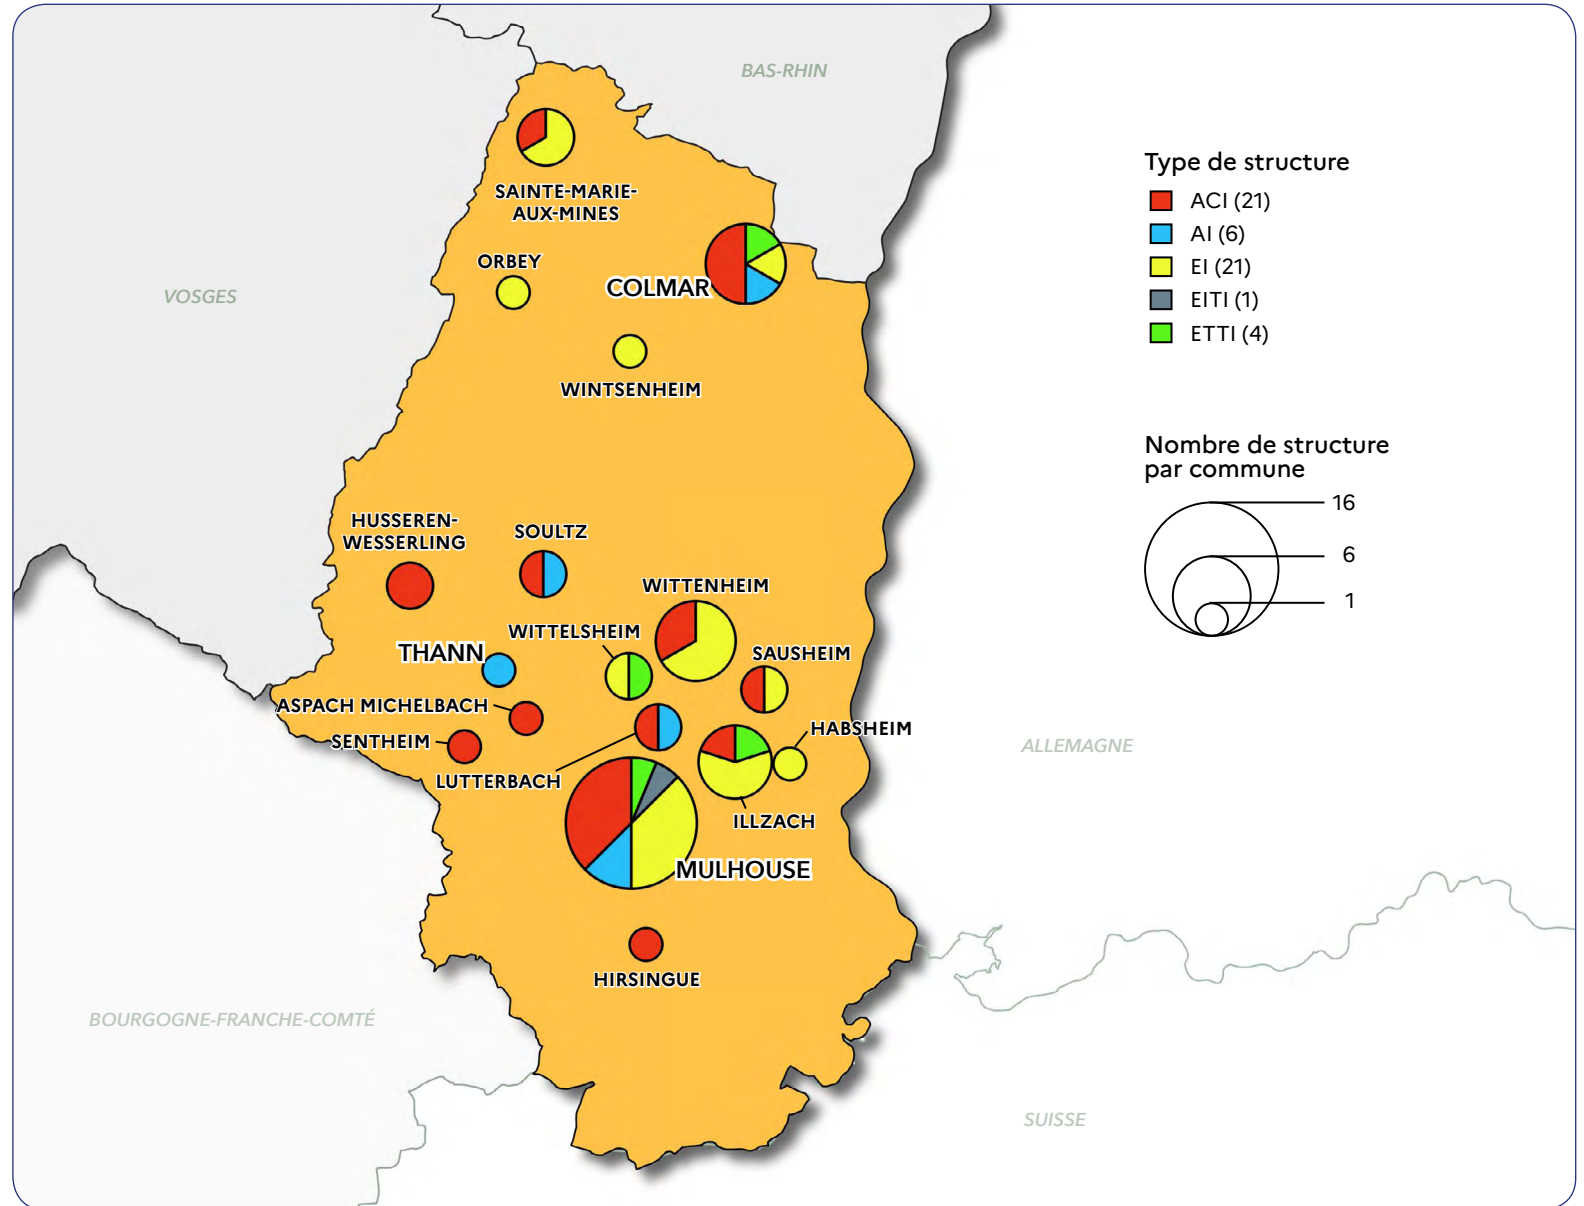 BAS-RHIN
SAINTE-MARIE-
AUX-MINES
ORBEY
COLMAR
VOSGES
WINTSENHEIM
HUSSEREN-
WESSERLING
SOULTZ
WITTENHEIM
WITTELSHEIM
THANN
SAUSHEIM
ASPACH MICHELBACH
SENTHEIM
HABSHEIM
LUTTERBACH
ILLZACH
MULHOUSE
HIRSINGUE
ALLEMAGNE
BOURGOGNE-FRANCHE-COMTÉ
SUISSE
Type de structure
ACI (21)
AI (6)
EI (21)
EITI (1)
ETTI (4)
Nombre de structure
par commune
16
6
1